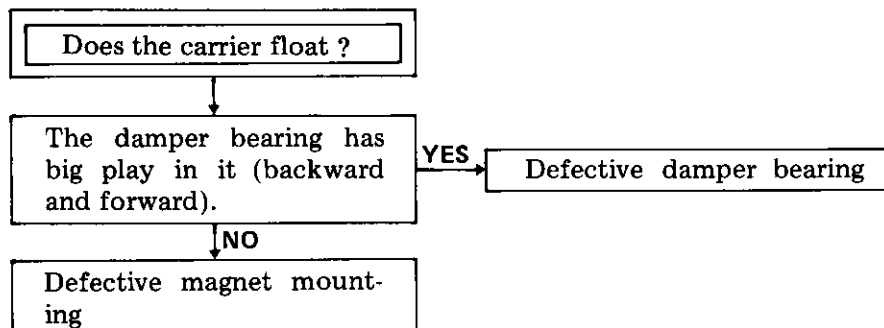 Does the carrier float ?
The damper bearing has
big play in it (backward
and forward).
YES
Defective damper bearing
NO
Defective magnet mount-
ing